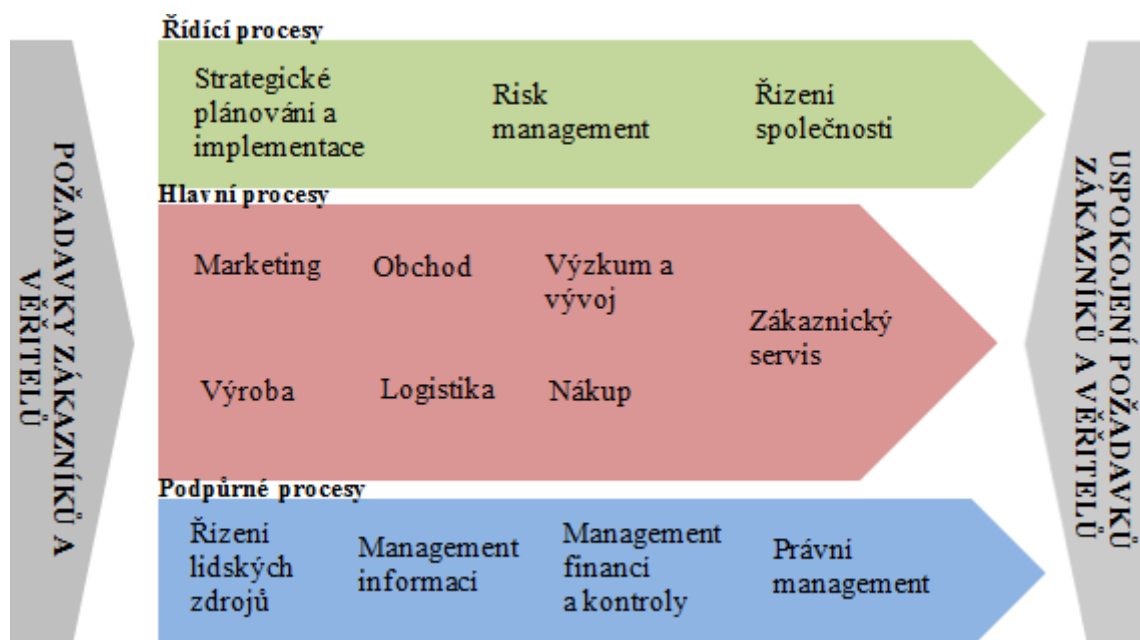 POŽADAVKY ZÁKAZNÍKŮ A
VĚŘITELŮ
Řídící procesy
Strategické
plánování a
implementace
Risk
management
Řízení
společnosti
Hlavní procesy
Marketing
Obchod
Výzkum a
vývoj
Zákaznický
servis
Výroba
Logistika
Nákup
Podpůrné procesy
Řízení
lidských
zdrojů
Management
informací
Management
financí
a kontroly
Právní
management
USPOKOJENÍ POŽADAVKŮ
ZÁKAZNÍKŮ A VĚŘITELŮ